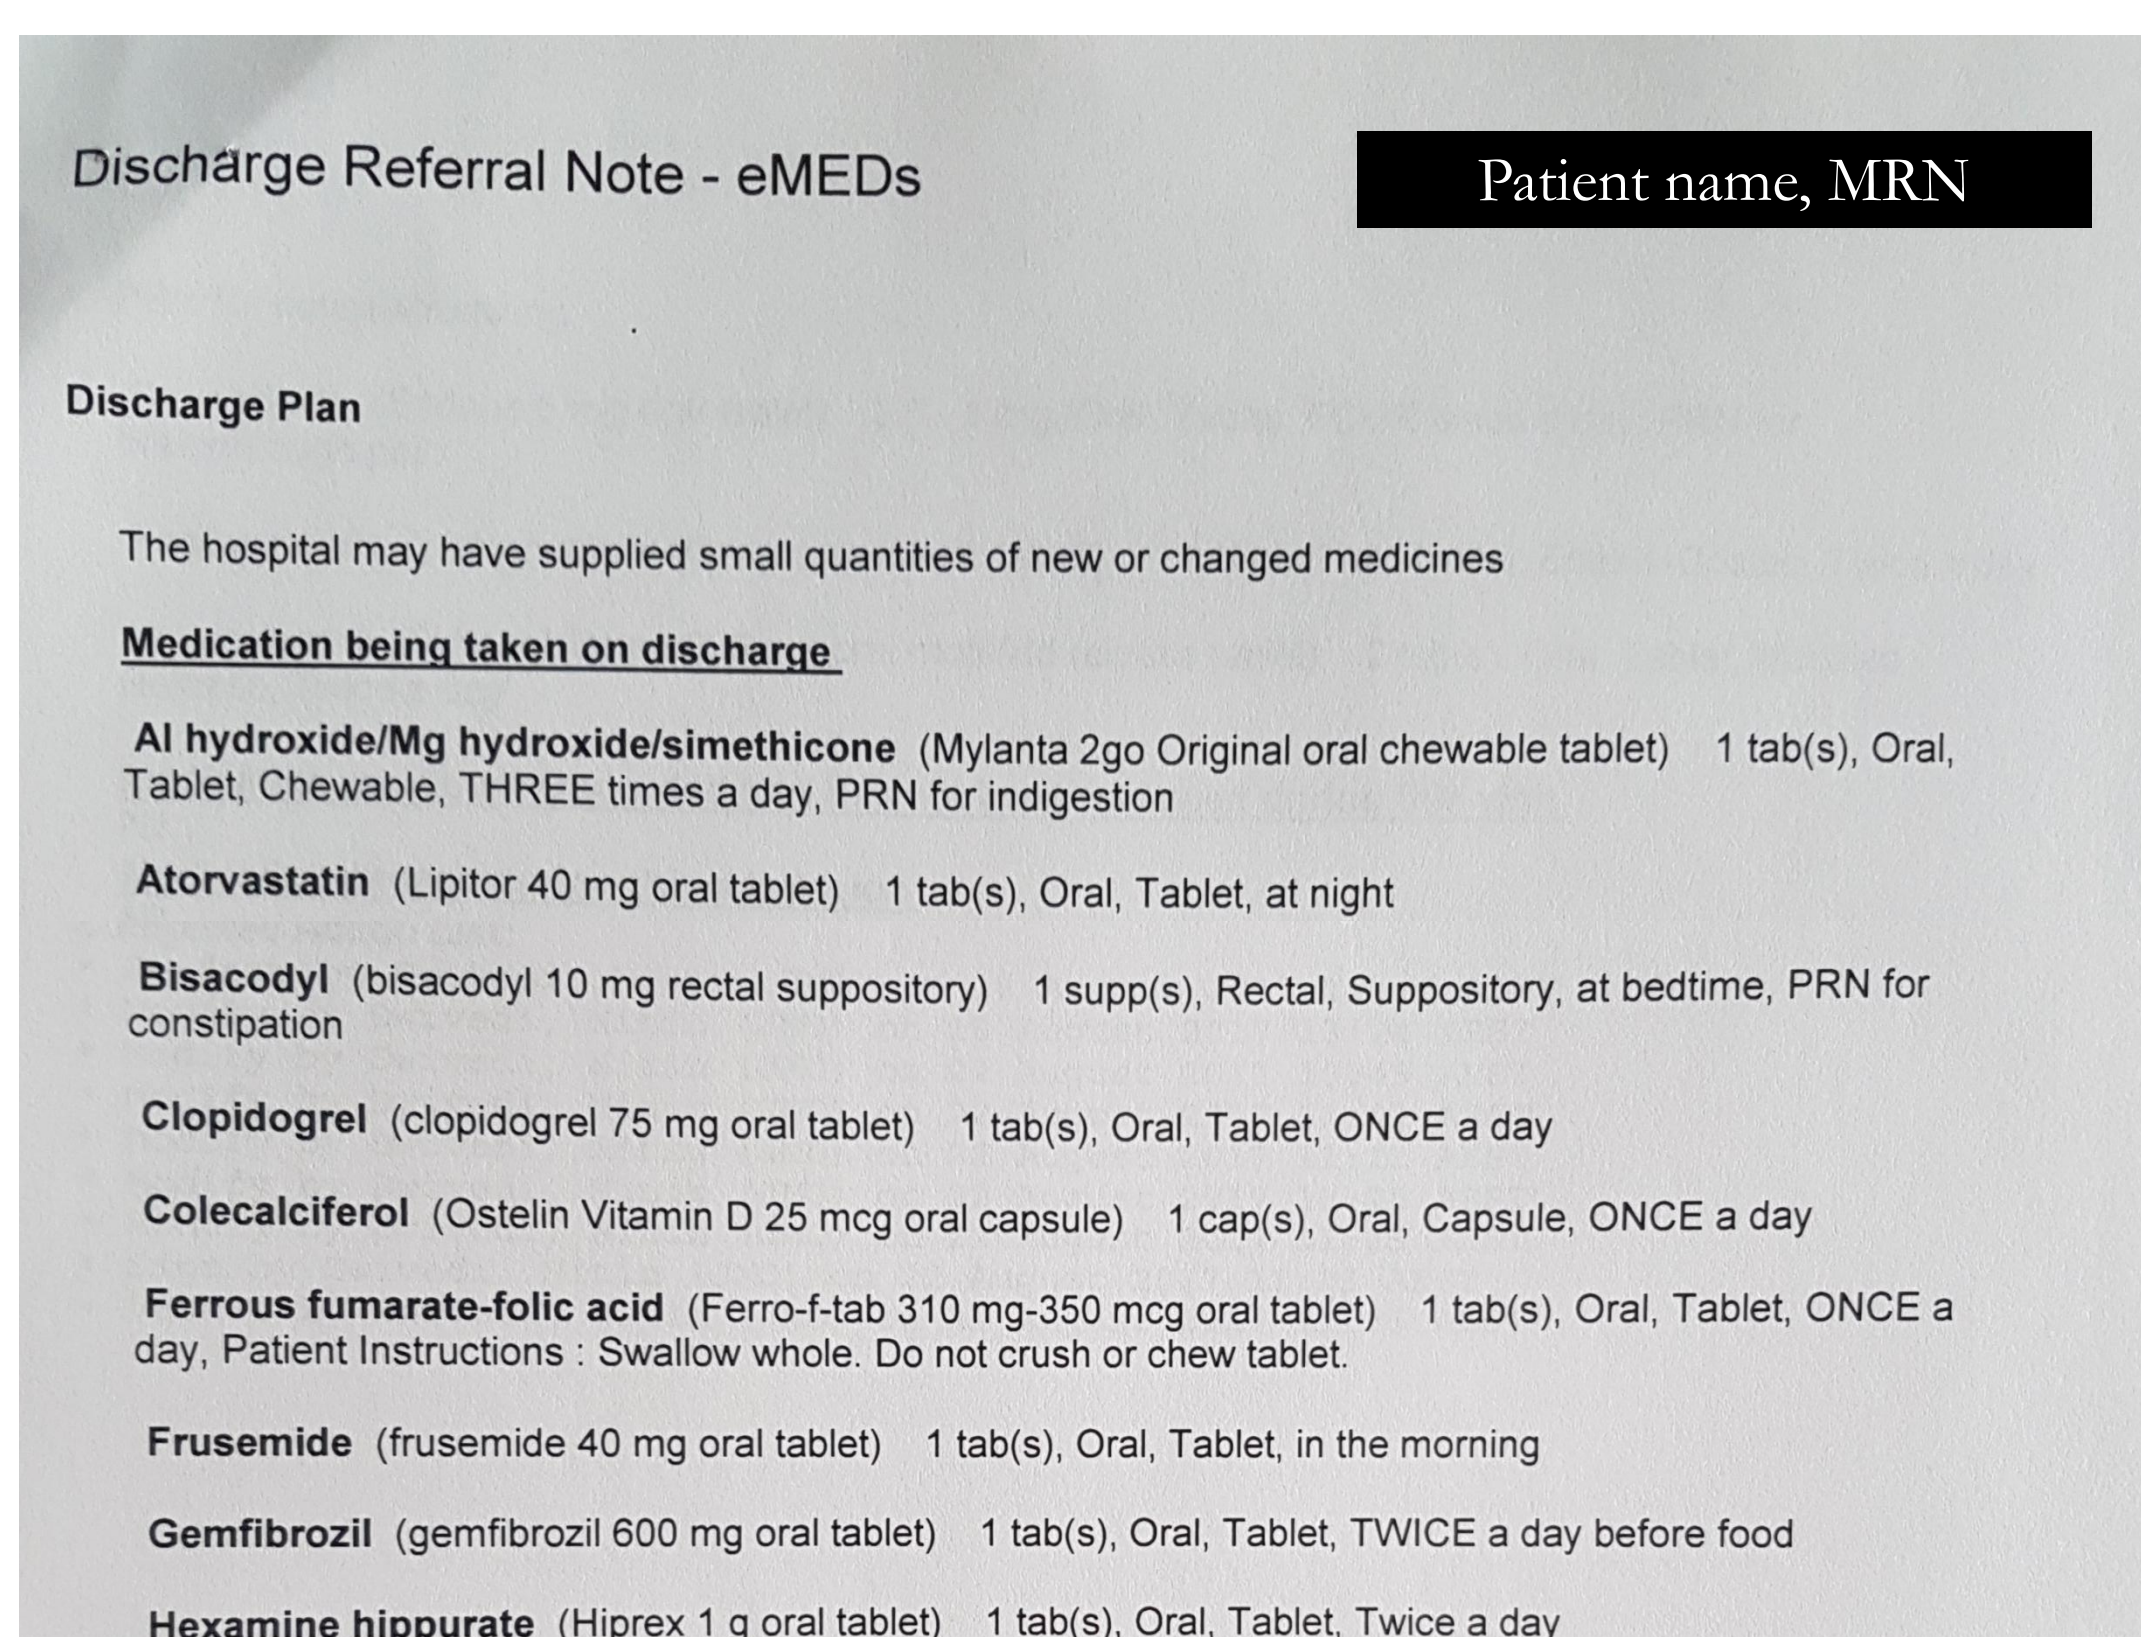 Discharge Referral Note - eMEDs
Patient name, MRN
Discharge Plan
The hospital may have supplied small quantities of new or changed medicines
Medication being taken on discharge
Al hydroxide/Mg hydroxide/simethicone (Mylanta 2go Original oral chewable tablet) 1 tab(s), Oral,
Tablet, Chewable, THREE times a day, PRN for indigestion
Atorvastatin (Lipitor 40 mg oral tablet) 1 tab(s), Oral, Tablet, at night
Bisacodyl (bisacodyl 10 mg rectal suppository) 1 supp(s), Rectal, Suppository, at bedtime, PRN for
constipation
Clopidogrel (clopidogrel 75 mg oral tablet) 1 tab(s), Oral, Tablet, ONCE a day
Colecalciferol (Ostelin Vitamin D 25 mcg oral capsule) 1 cap(s), Oral, Capsule, ONCE a day
Ferrous fumarate-folic acid (Ferro-f-tab 310 mg-350 mcg oral tablet) 1 tab(s), Oral, Tablet, ONCE a
day, Patient Instructions : Swallow whole. Do not crush or chew tablet.
Frusemide (frusemide 40 mg oral tablet) 1 tab(s), Oral, Tablet, in the morning
Gemfibrozil (gemfibrozil 600 mg oral tablet) 1 tab(s), Oral, Tablet, TWICE a day before food
Hexamine hippurate (Hiprex 1 g oral tablet) 1 tab(s), Oral, Tablet, Twice a day